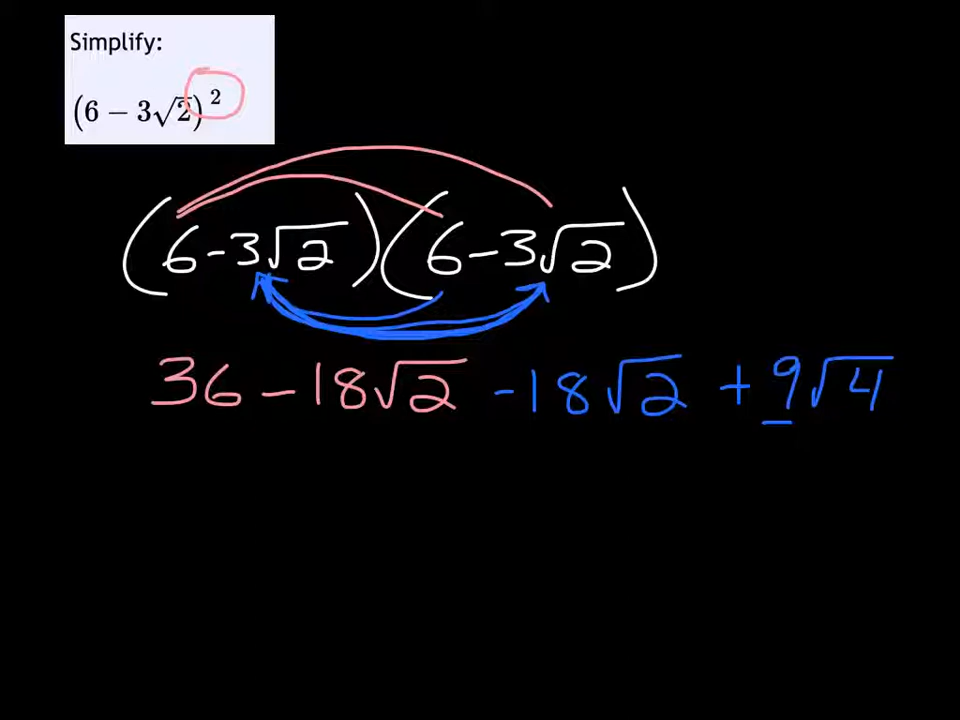 Simplify:
(6 − 3√2)²
(6-3√2)(6-3√2)
36-18√2 -18√2 +9√4